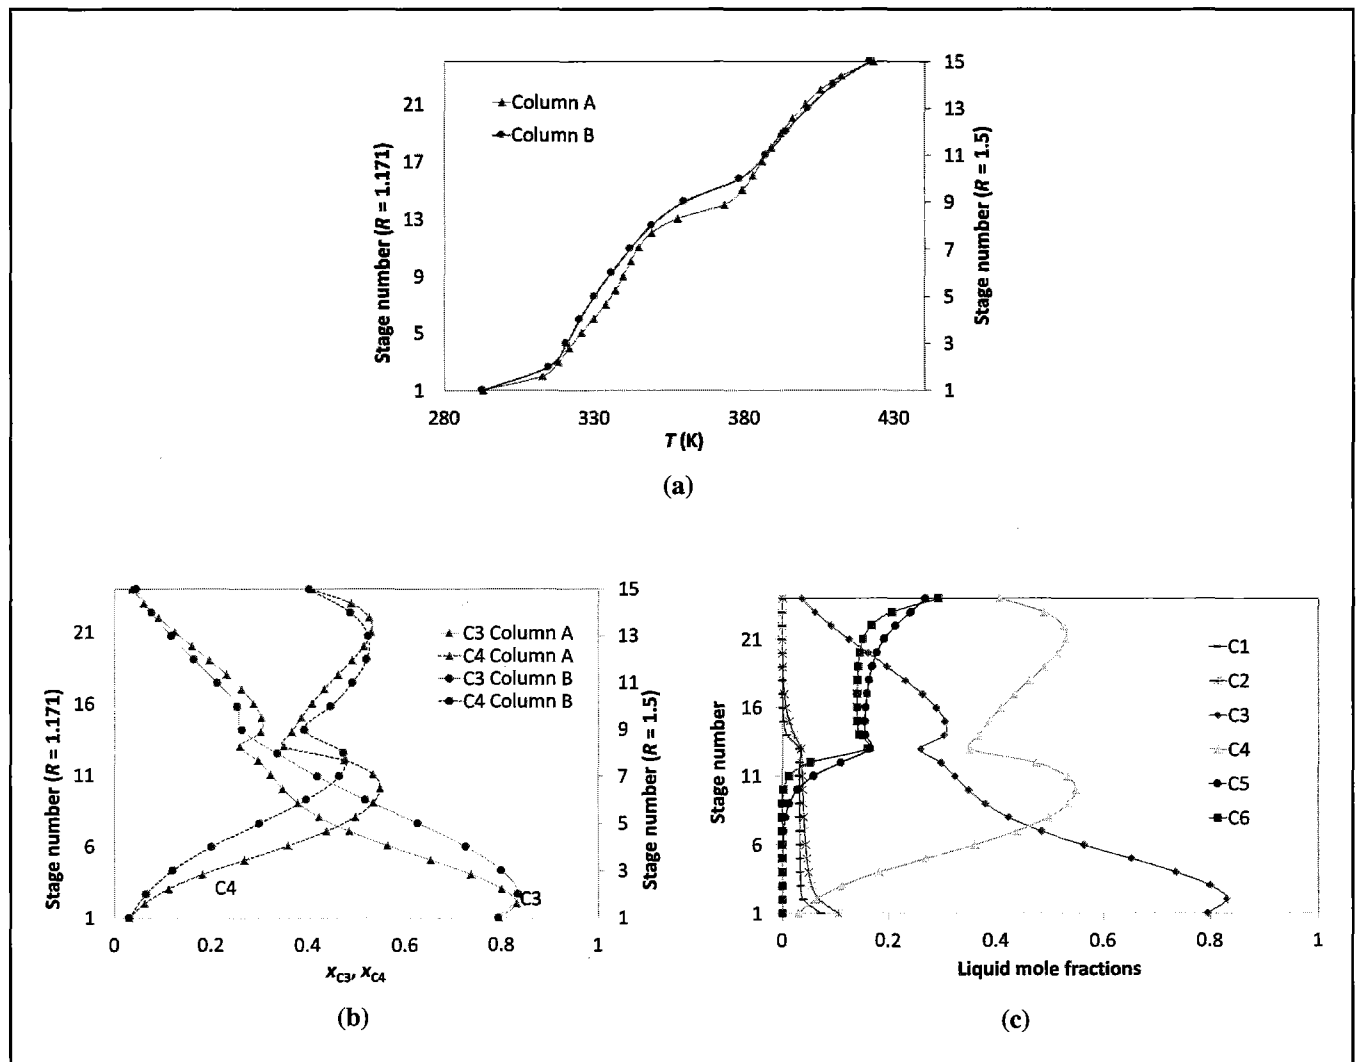 Column A
Column B
Stage number (R = 1.171)
21
17
13
9
5
1
15
13
11
9
7
5
3
1
Stage number (R = 1.5)
280
330
380
430
T (K)
(a)
Stage number (R = 1.171)
21
16
11
6
1
C3 Column A
C4 Column A
C3 Column B
C4 Column B
C4
C3
15
13
11
9
7
5
3
1
Stage number (R = 1.5)
0
0.2
0.4
0.6
0.8
1
xC3, xC4
(b)
Stage number
21
16
11
6
1
C1
C2
C3
C4
C5
C6
0
0.2
0.4
0.6
0.8
1
Liquid mole fractions
(c)